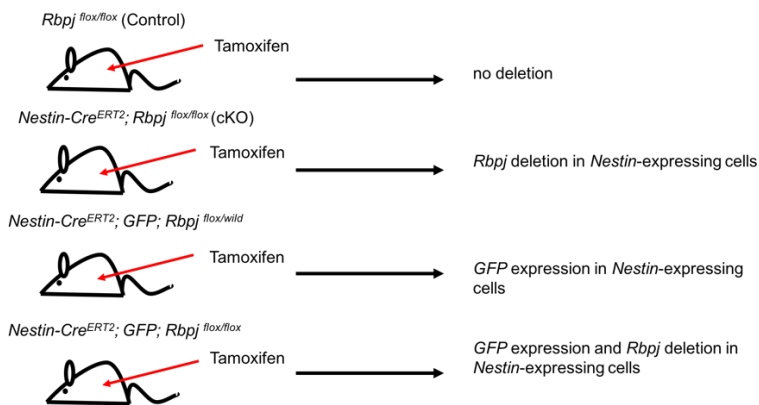 Rbpj flox/flox (Control)
Tamoxifen
no deletion
Nestin-CreERT2; Rbpj flox/flox (cKO)
Tamoxifen
Rbpj deletion in Nestin-expressing cells
Nestin-CreERT2; GFP; Rbpj flox/wild
Tamoxifen
GFP expression in Nestin-expressing
cells
Nestin-CreERT2; GFP; Rbpj flox/flox
Tamoxifen
GFP expression and Rbpj deletion in
Nestin-expressing cells